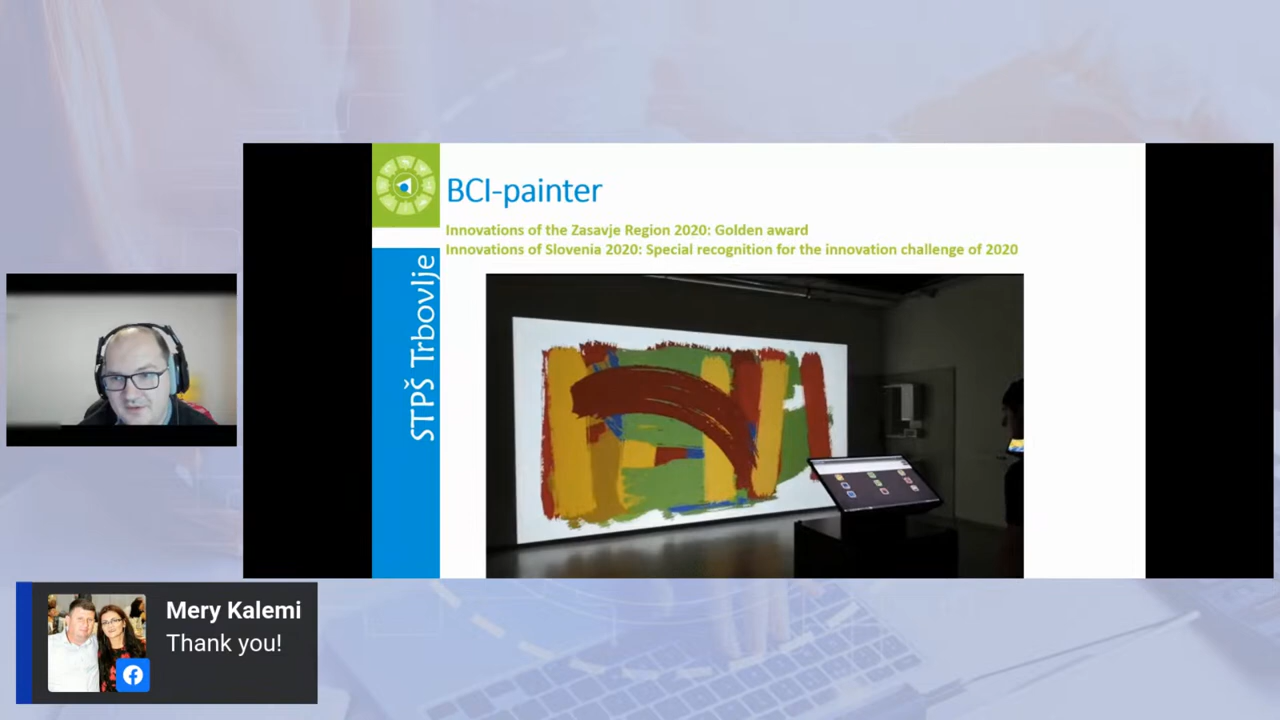 BCI-painter
Innovations of the Zasavje Region 2020: Golden award
Innovations of Slovenia 2020: Special recognition for the innovation challenge of 2020
STPŠ Trbovlje
Mery Kalemi
Thank you!